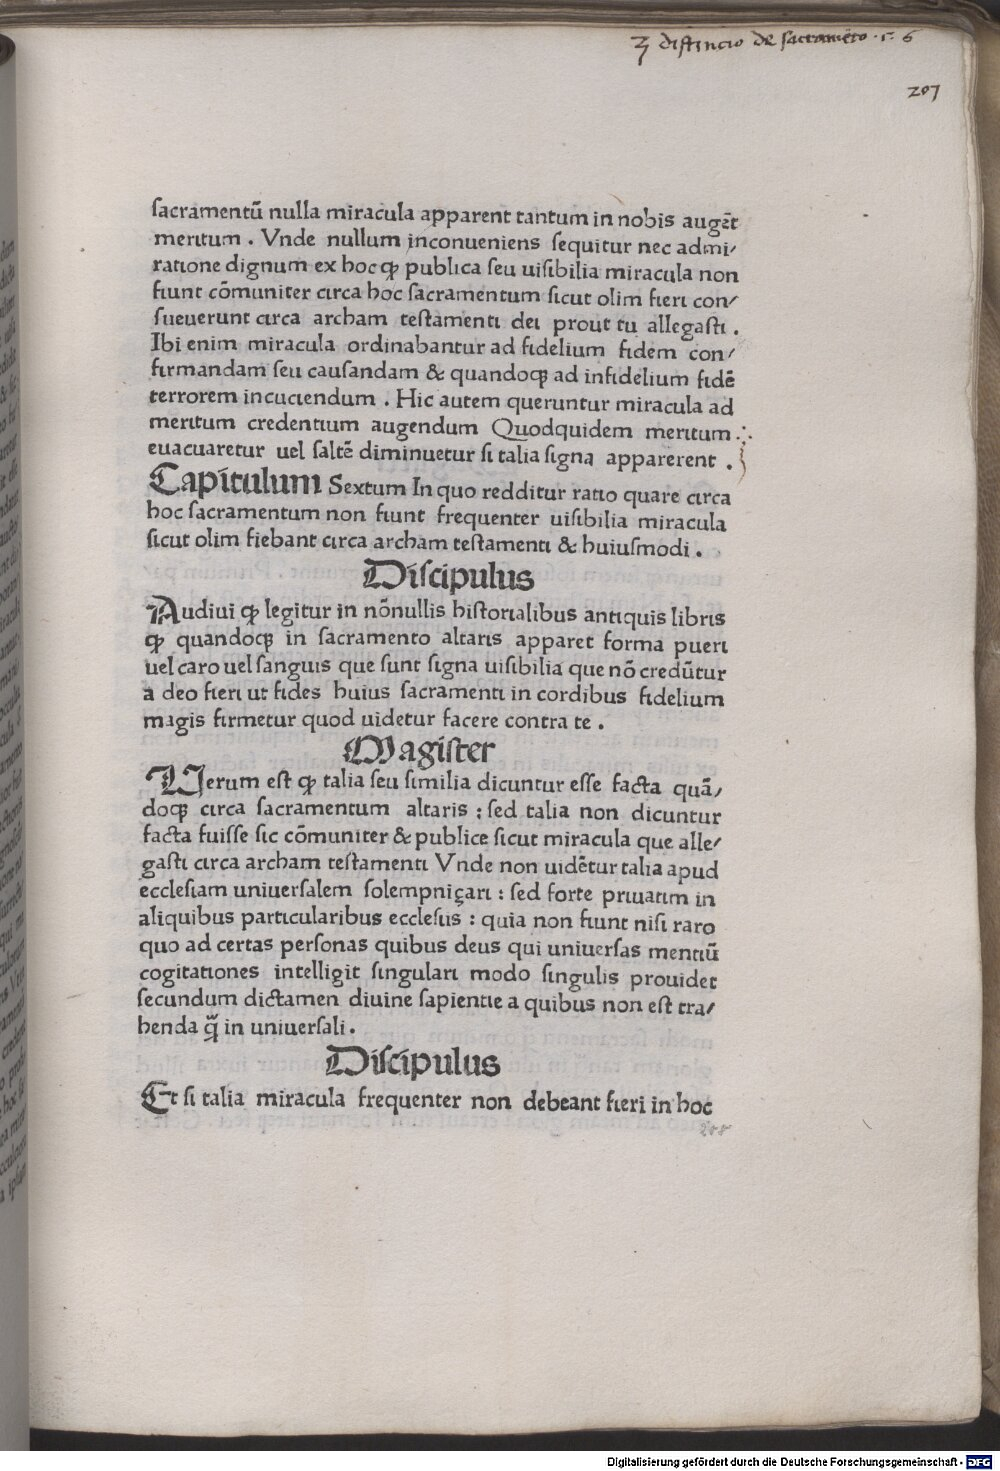 3 distincio de sacramēto · c. 6
207
sacramentū nulla miracula apparent tantum in nobis augēt
meritum . Vnde nullum inconueniens sequitur nec admi/
ratione dignum ex hoc ꝙ publica seu uisibilia miracula non
fiunt cōmuniter circa hoc sacramentum sicut olim fieri con/
sueuerunt circa archam testamenti dei prout tu allegasti .
Ibi enim miracula ordinabantur ad fidelium fidem con/
firmandam seu causandam & quandoqꝫ ad infidelium fidē
terrorem incuciendum . Hic autem queruntur miracula ad
meritum credentium augendum Quodquidem meritum
euacuaretur uel saltē diminuetur si talia signa apparerent .
Capitulum Sextum In quo redditur ratio quare circa
hoc sacramentum non fiunt frequenter uisibilia miracula
sicut olim fiebant circa archam testamenti & huiusmodi .
Discipulus
Audiui ꝙ legitur in nōnullis historialibus antiquis libris
ꝙ quandoqꝫ in sacramento altaris apparet forma pueri
uel caro uel sanguis que sunt signa uisibilia que nō credūtur
a deo fieri ut fides huius sacramenti in cordibus fidelium
magis firmetur quod uidetur facere contra te .
Magister
Uerum est ꝙ talia seu similia dicuntur esse facta quā/
doqꝫ circa sacramentum altaris : sed talia non dicuntur
facta fuisse sic cōmuniter & publice sicut miracula que alle/
gasti circa archam testamenti Vnde non uidētur talia apud
ecclesiam uniuersalem solempniçari : sed forte priuatim in
aliquibus particularibus ecclesiis : quia non fiunt nisi raro
quo ad certas personas quibus deus qui uniuersas mentiū
cogitationes intelligit singulari modo singulis prouidet
secundum dictamen diuine sapientie a quibus non est tra/
henda q̄ in uniuersali .
Discipulus
Et si talia miracula frequenter non debeant fieri in hoc
Digitalisierung gefördert durch die Deutsche Forschungsgemeinschaft - DFG